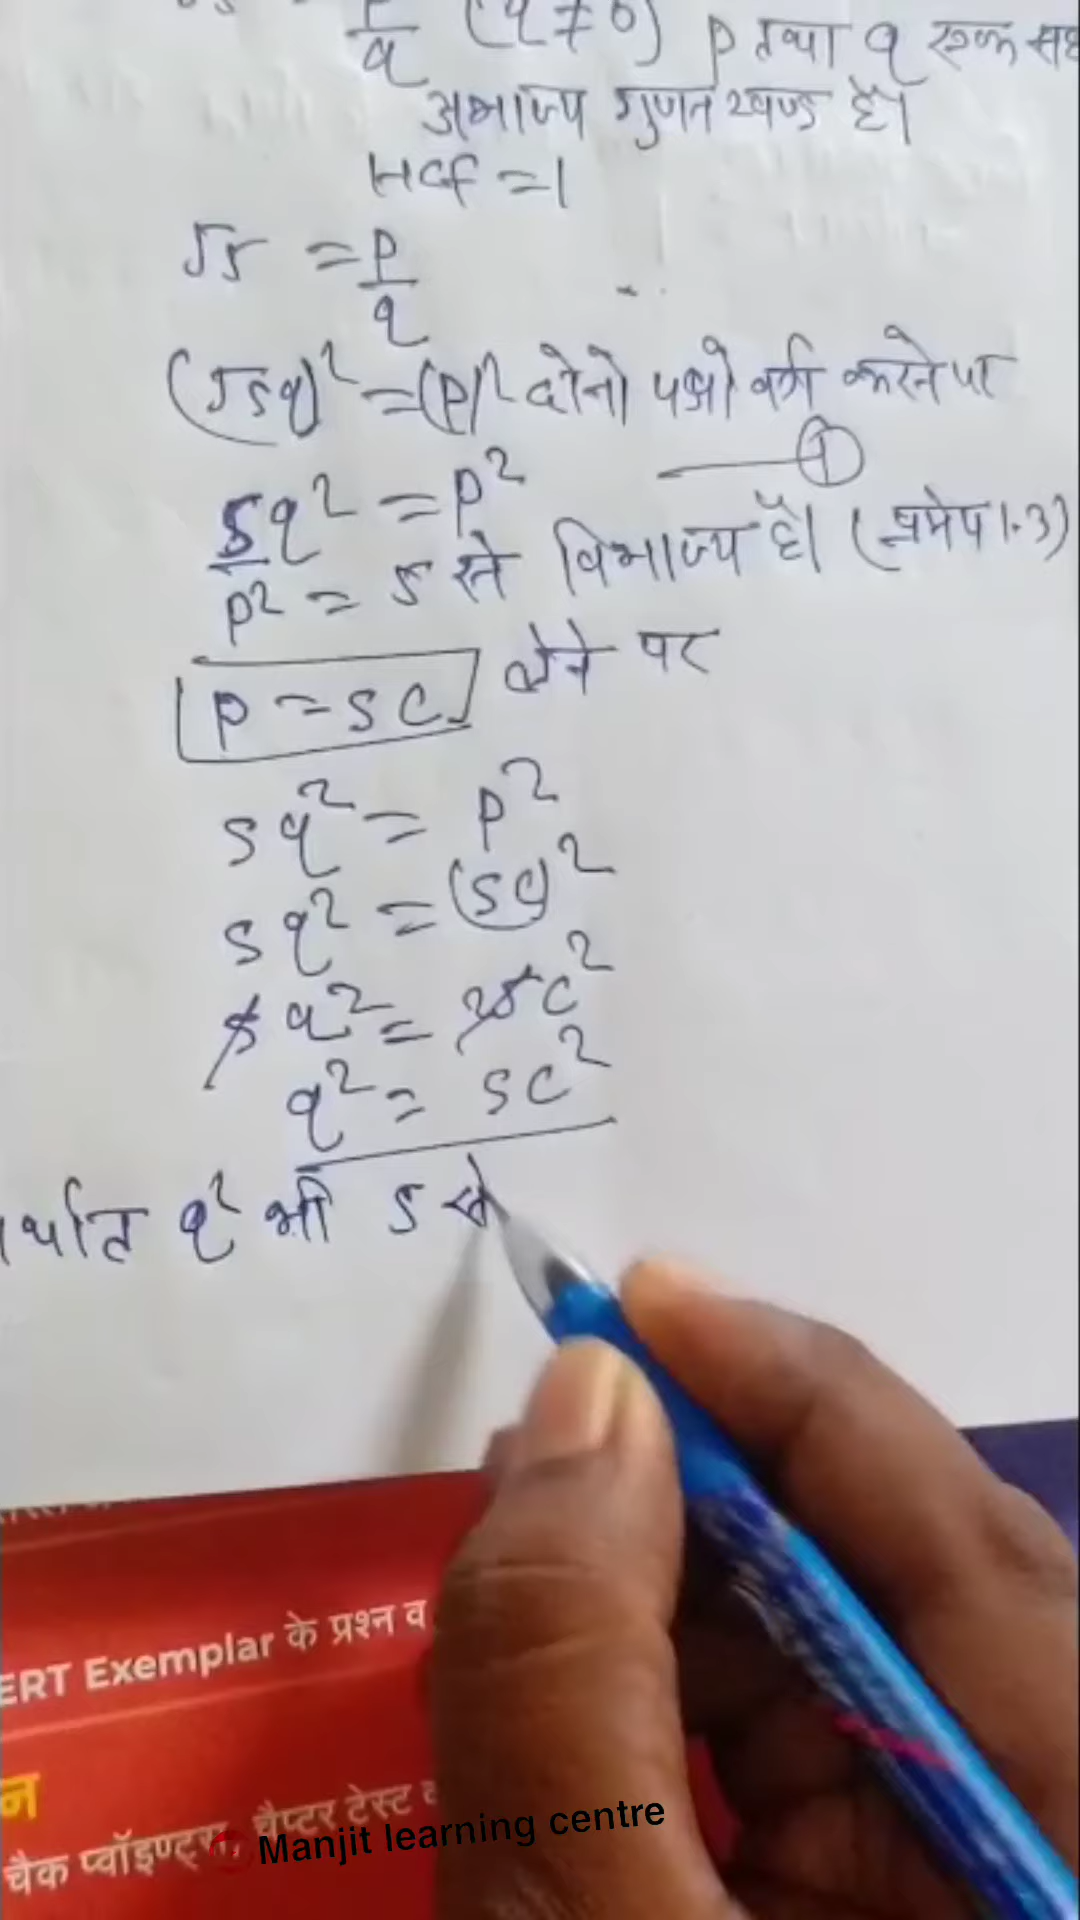 p/q (q ≠ 0) p तथा q एक सह
अभाज्य गुणनखण्ड है।
HCF = 1
√5 = p/q
(√5q)² = (p)² दोनो पक्षो वर्ग करने पर
5q² = p² —— ①
p² = 5 से विभाज्य है। (प्रमेय 1.3)
p = 5c लेने पर
5q² = p²
5q² = (5c)²
5q² = 25c²
q² = 5c²
र्थात q² भी 5 से
ERT Exemplar के प्रश्न व
न
चैक प्वॉइण्ट्स, चैप्टर टेस्ट
Manjit learning centre